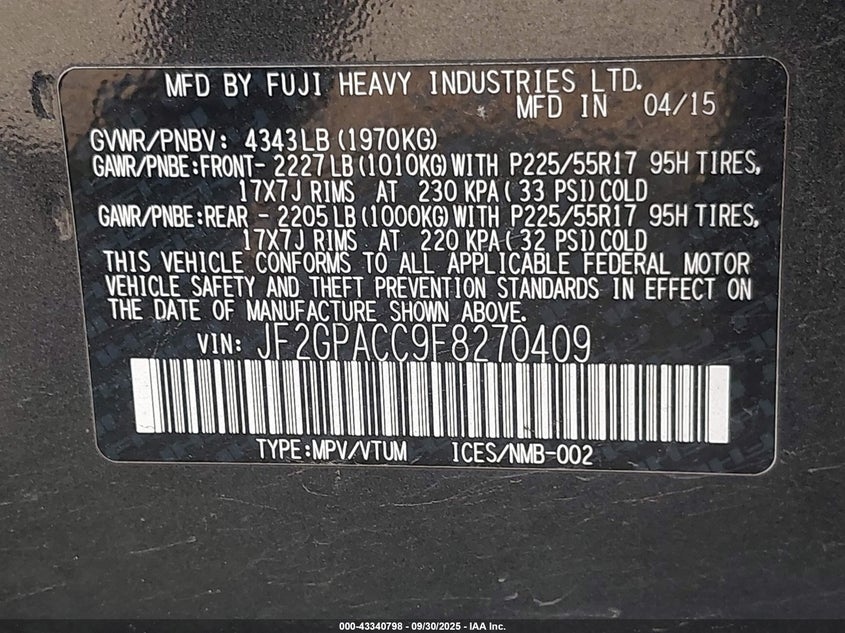 MFD BY FUJI HEAVY INDUSTRIES LTD.
MFD IN 04/15
GVWR/PNBV: 4343LB (1970KG)
GAWR/PNBE:FRONT- 2227LB (1010KG) WITH P225/55R17 95H TIRES,
17X7J RIMS AT 230 KPA( 33 PSI)COLD
GAWR/PNBE:REAR - 2205LB (1000KG) WITH P225/55R17 95H TIRES,
17X7J RIMS AT 220 KPA( 32 PSI)COLD
THIS VEHICLE CONFORMS TO ALL APPLICABLE FEDERAL MOTOR
VEHICLE SAFETY AND THEFT PREVENTION STANDARDS IN EFFECT ON
THE DATE OF MANUFACTURE SHOWN ABOVE.
VIN: JF2GPACC9F8270409
TYPE:MPV/VTUM ICES/NMB-002
000-43340798 - 09/30/2025 - IAA Inc.